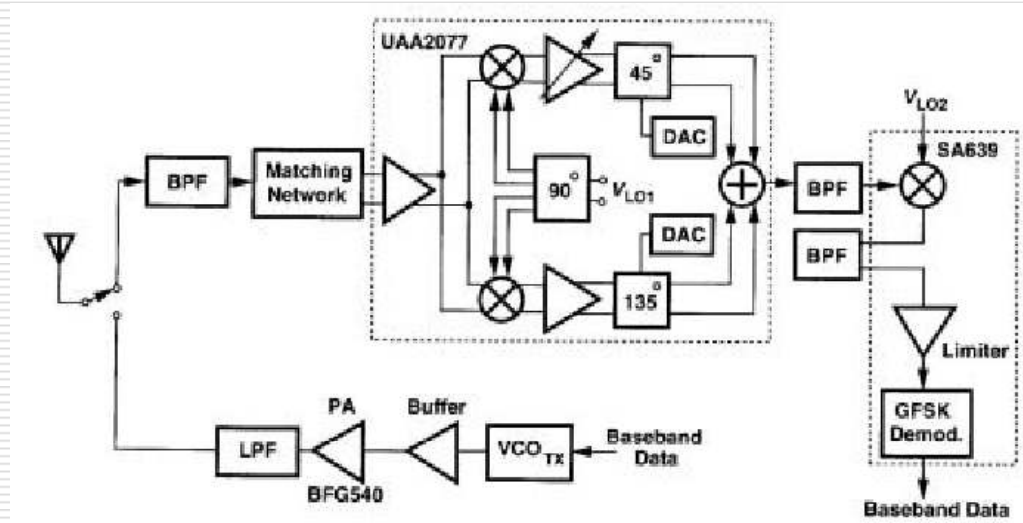 UAA2077
45°
DAC
V_LO2
SA639
BPF
Matching
Network
90°
V_LO1
BPF
DAC
BPF
135°
Limiter
PA
Buffer
GFSK
Demod.
LPF
VCO_TX
Baseband
Data
BFG540
Baseband Data